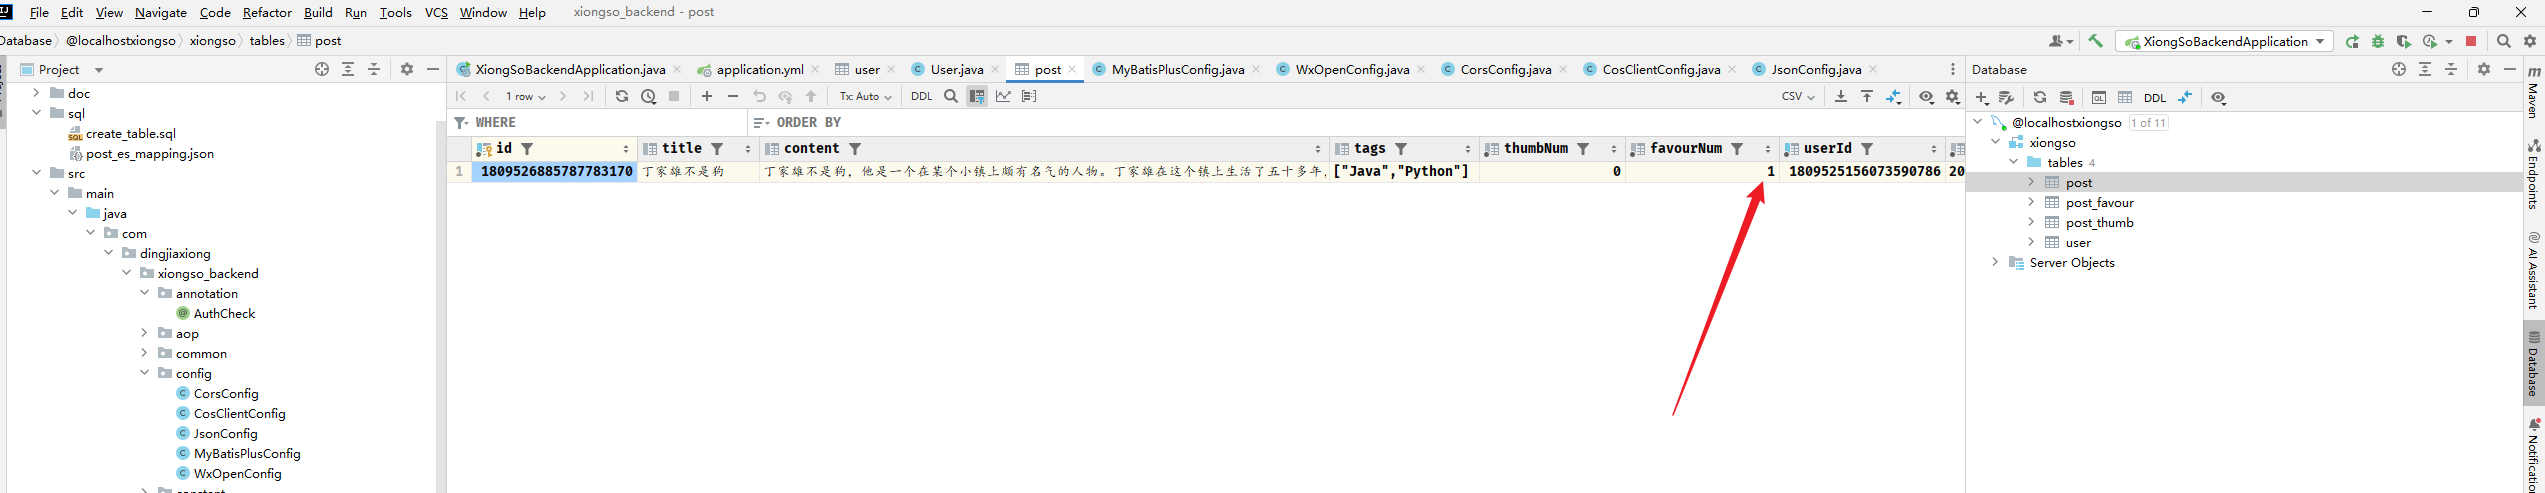 File Edit View Navigate Code Refactor Build Run Tools VCS Window Help xiongso_backend - post
Database @localhostxiongso xiongso tables post XiongSoBackendApplication
Project XiongSoBackendApplication.java application.yml user User.java post MyBatisPlusConfig.java WxOpenConfig.java CorsConfig.java CosClientConfig.java JsonConfig.java Database
1 row Tx: Auto DDL CSV DDL
WHERE ORDER BY
id title content tags thumbNum favourNum userId
1 1809526885787783170 丁家雄不是狗 丁家雄不是狗，他是一个在某个小镇上颇有名气的人物。丁家雄在这个镇上生活了五十多年， ["Java","Python"] 0 1 1809525156073590786 20
doc
sql
create_table.sql
post_es_mapping.json
src
main
java
com
dingjiaxiong
xiongso_backend
annotation
AuthCheck
aop
common
config
CorsConfig
CosClientConfig
JsonConfig
MyBatisPlusConfig
WxOpenConfig
@localhostxiongso 1 of 11
xiongso
tables 4
post
post_favour
post_thumb
user
Server Objects
Maven
Endpoints
AI Assistant
Database